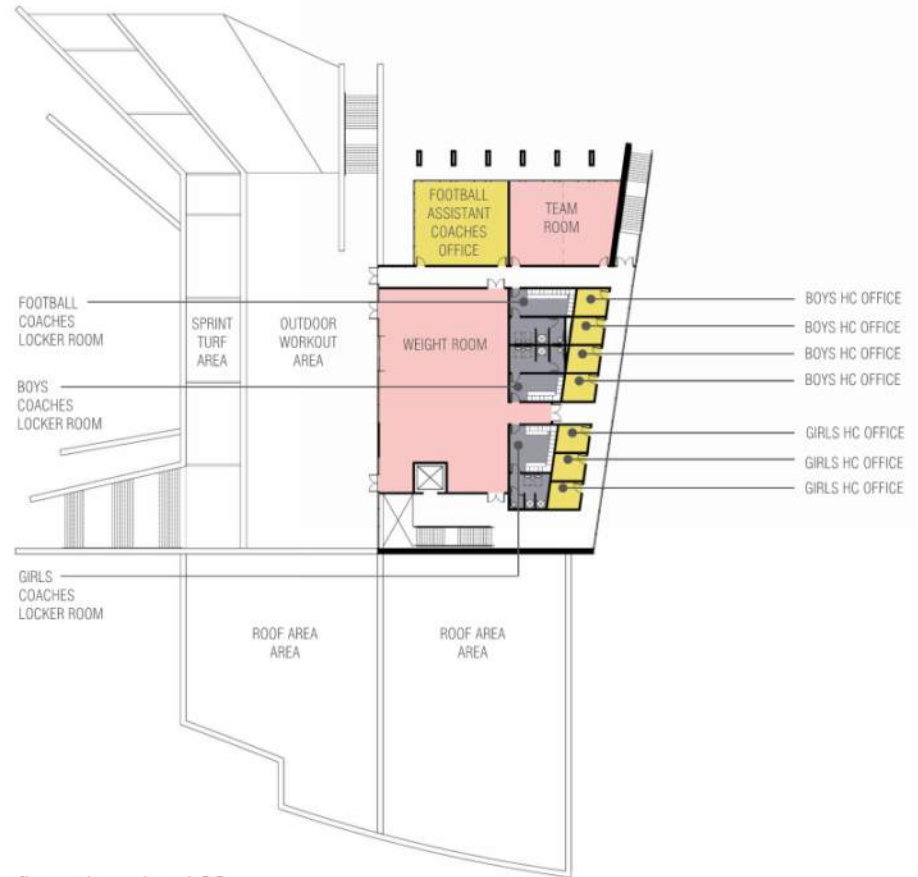 FOOTBALL
ASSISTANT
COACHES
OFFICE
TEAM
ROOM
FOOTBALL
COACHES
LOCKER ROOM
SPRINT
TURF
AREA
OUTDOOR
WORKOUT
AREA
WEIGHT ROOM
BOYS HC OFFICE
BOYS HC OFFICE
BOYS HC OFFICE
BOYS HC OFFICE
BOYS
COACHES
LOCKER ROOM
GIRLS HC OFFICE
GIRLS HC OFFICE
GIRLS HC OFFICE
GIRLS
COACHES
LOCKER ROOM
ROOF AREA
AREA
ROOF AREA
AREA